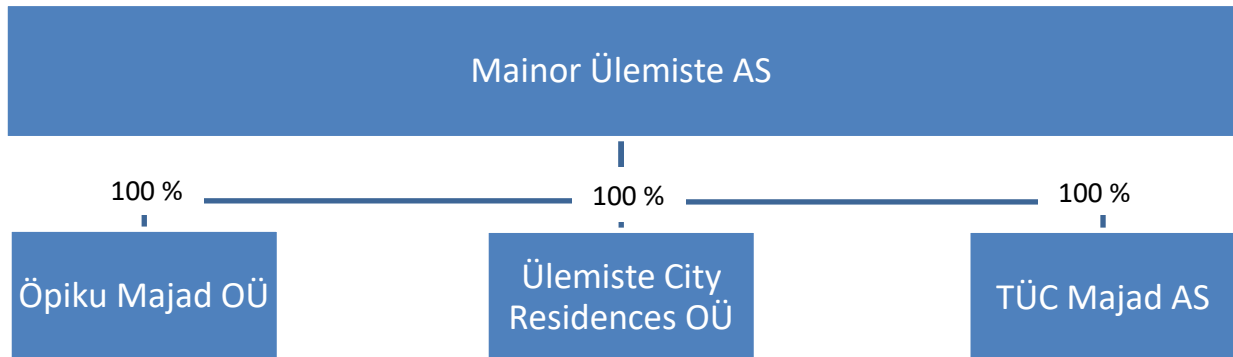 Mainor Ülemiste AS
100 %
100 %
100 %
Öpiku Majad OÜ
Ülemiste City
Residences OÜ
TÜC Majad AS